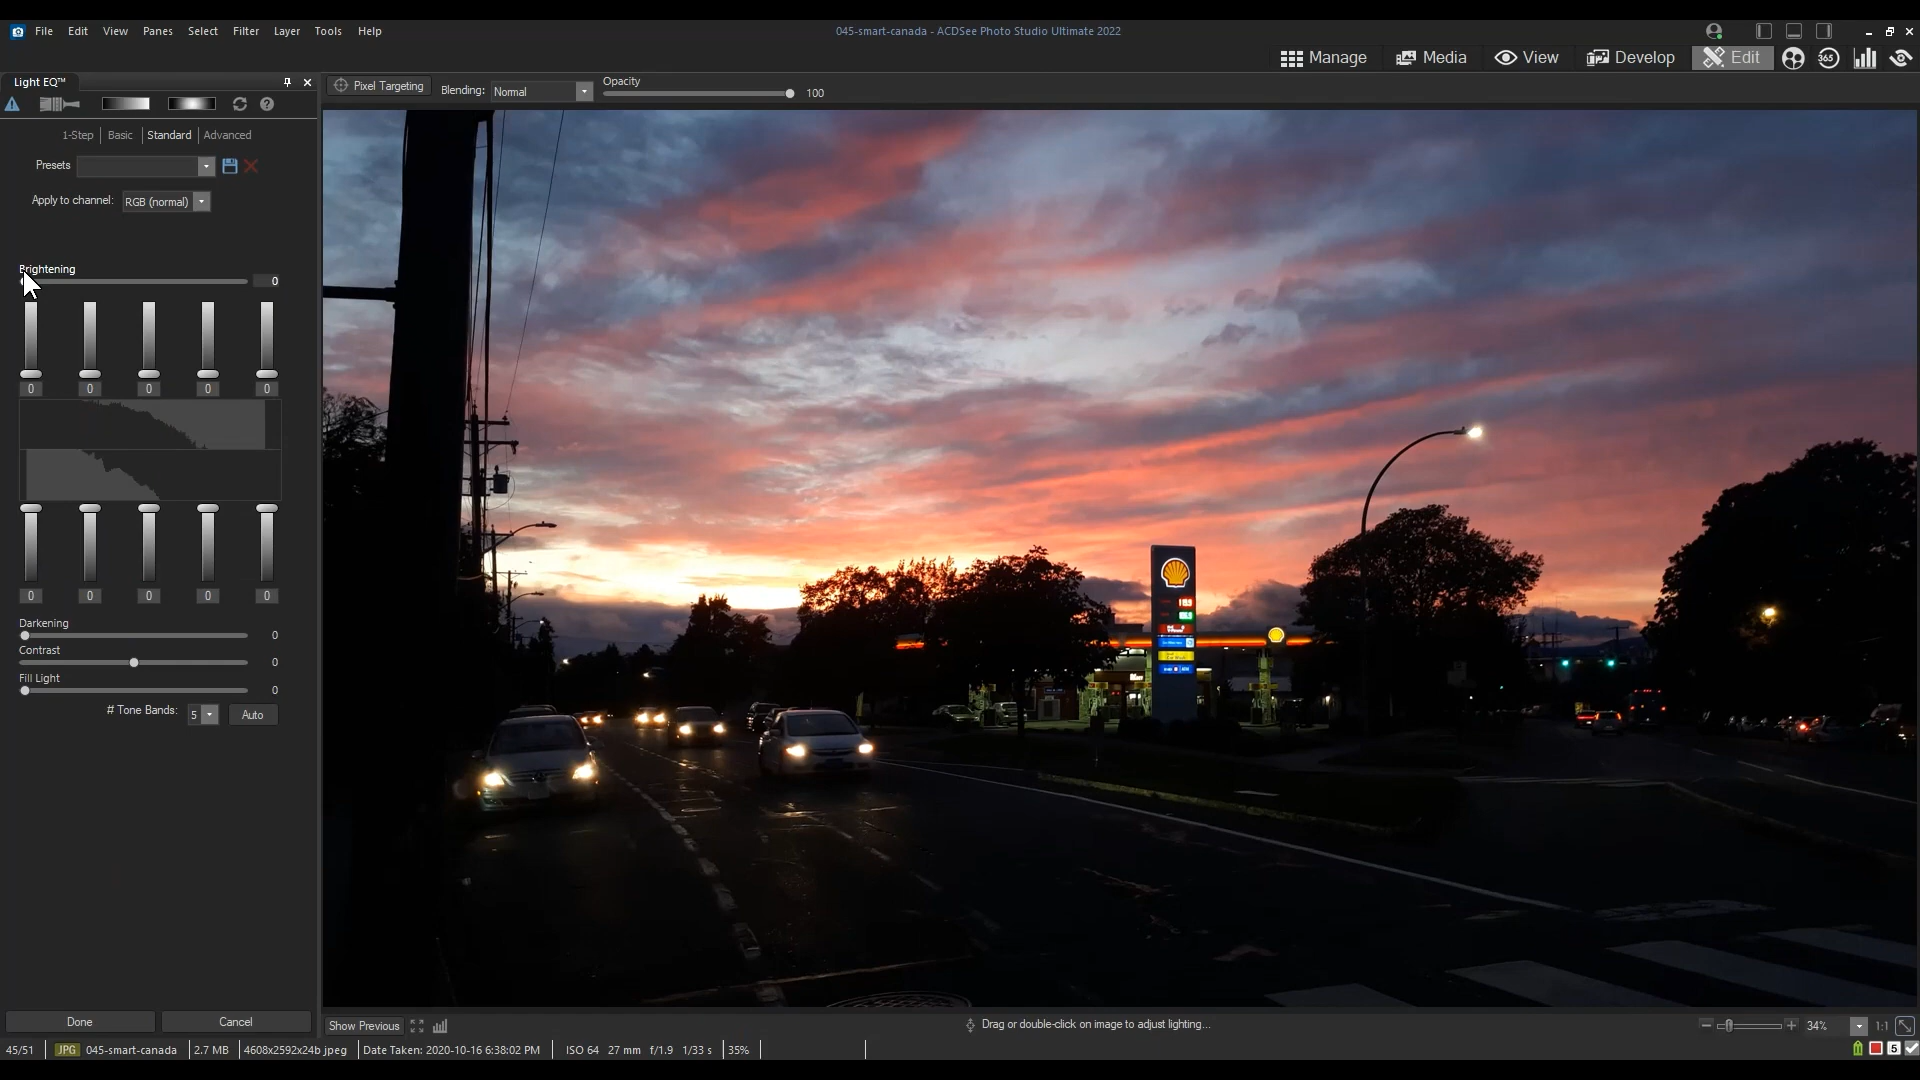 File Edit View Panes Select Filter Layer Tools Help
045-smart-canada - ACDSee Photo Studio Ultimate 2022
Manage Media View Develop Edit 365
Light EQ™
Pixel Targeting Blending: Normal Opacity 100
1-Step Basic Standard Advanced
Presets
Apply to channel: RGB (normal)
Brightening 0
0 0 0 0 0
0 0 0 0 0
Darkening 0
Contrast 0
Fill Light 0
# Tone Bands: 5 Auto
Done Cancel
Show Previous Drag or double-click on image to adjust lighting... 34% 1:1
45/51 JPG 045-smart-canada 2.7 MB 4608x2592x24b jpeg Date Taken: 2020-10-16 6:38:02 PM ISO 64 27 mm f/1.9 1/33 s 35% 5